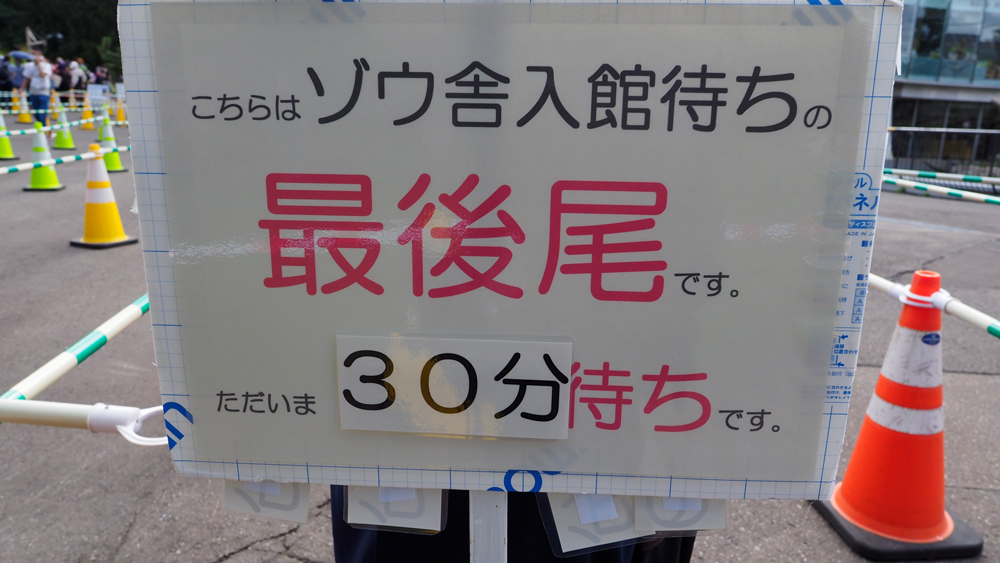 こちらはゾウ舎入館待ちの
最後尾です。
ただいま30分待ちです。